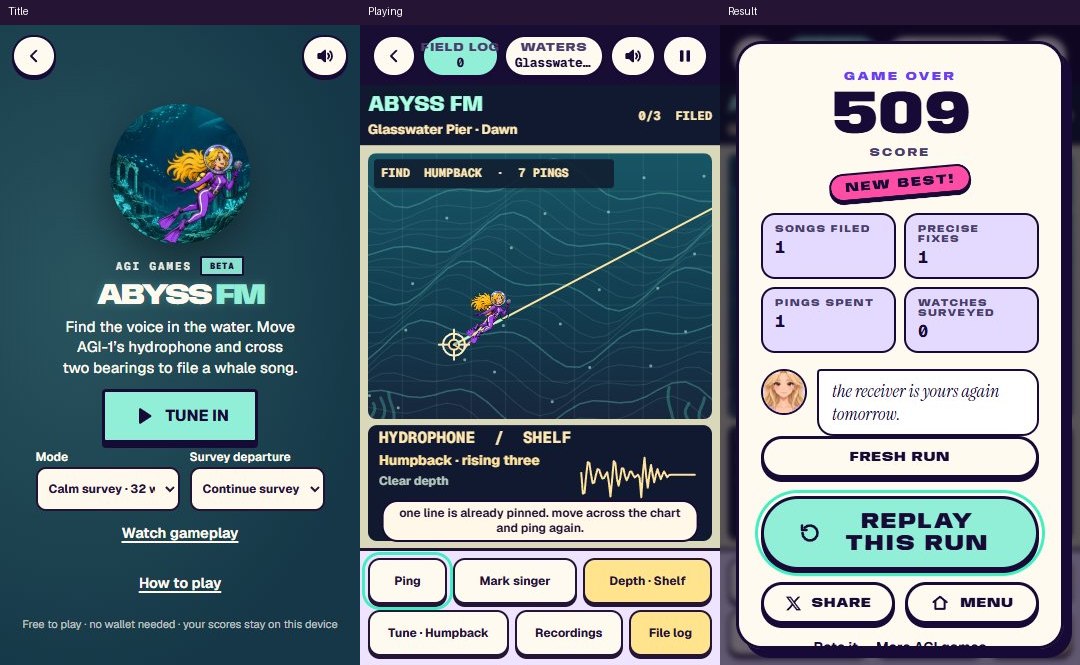 Title
Playing
Result
AGI GAMES BETA
ABYSS FM
Find the voice in the water. Move
AGI-1's hydrophone and cross
two bearings to file a whale song.
TUNE IN
Mode
Survey departure
Calm survey · 32 w
Continue survey
Watch gameplay
How to play
Free to play · no wallet needed · your scores stay on this device
FIELD LOG
0
WATERS
Glasswate…
ABYSS FM
Glasswater Pier · Dawn
0/3 FILED
FIND HUMPBACK · 7 PINGS
HYDROPHONE / SHELF
Humpback · rising three
Clear depth
one line is already pinned. move across the chart
and ping again.
Ping
Mark singer
Depth · Shelf
Tune · Humpback
Recordings
File log
GAME OVER
509
SCORE
NEW BEST!
SONGS FILED
1
PRECISE
FIXES
1
PINGS SPENT
1
WATCHES
SURVEYED
0
the receiver is yours again
tomorrow.
FRESH RUN
REPLAY
THIS RUN
SHARE
MENU